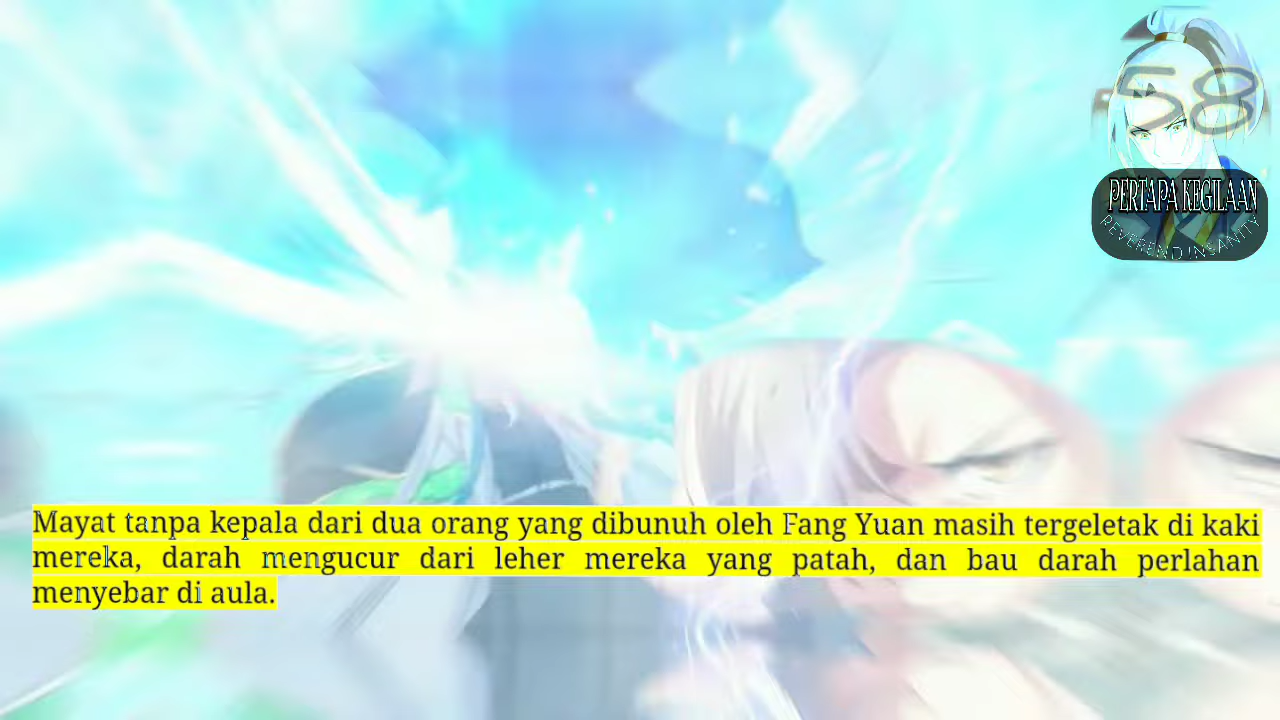 58
PERTAPA KEGILAAN
REVEREND INSANITY
Mayat tanpa kepala dari dua orang yang dibunuh oleh Fang Yuan masih tergeletak di kaki
mereka, darah mengucur dari leher mereka yang patah, dan bau darah perlahan
menyebar di aula.